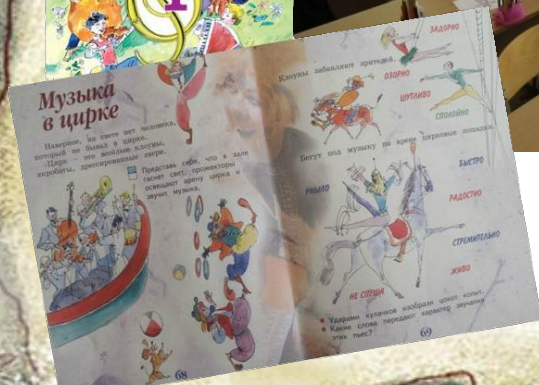 Музыка
в цирке
Наверное, на свете нет человека,
который не бывал в цирке.
Цирк – это весёлые клоуны,
акробаты, дрессированные звери.
Представь себе, что в зале
гаснет свет, прожекторы
освещают арену цирка и
звучит музыка.
68
Клоуны забавляют зрителей.
ЗАДОРНО
ОЗОРНО
ШУТЛИВО
СПОКОЙНО
Бегут под музыку по арене цирковые лошадки.
БЫСТРО
УНЫЛО
РАДОСТНО
СТРЕМИТЕЛЬНО
ЖИВО
НЕ СПЕША
Ударами кулачков изобрази цокот копыт.
Какие слова передают характер звучания
этих пьес?
69